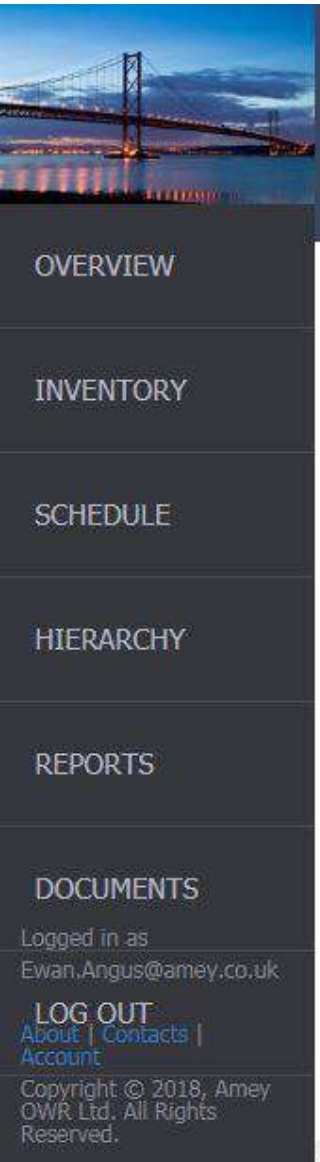 OVERVIEW
INVENTORY
SCHEDULE
HIERARCHY
REPORTS
DOCUMENTS
Logged in as
Ewan.Angus@amey.co.uk
LOG OUT
About | Contacts |
Account
Copyright © 2018, Amey
OWR Ltd. All Rights
Reserved.